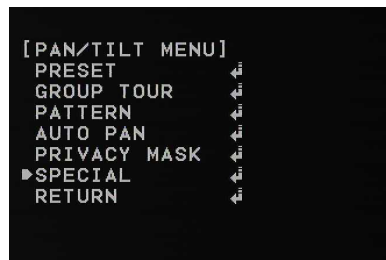 [PAN/TILT MENU]
PRESET
GROUP TOUR
PATTERN
AUTO PAN
PRIVACY MASK
SPECIAL
RETURN